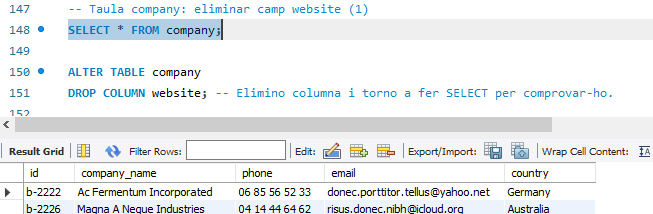 147 -- Taula company: eliminar camp website (1)
148 SELECT * FROM company;
149
150 ALTER TABLE company
151 DROP COLUMN website; -- Elimino columna i torno a fer SELECT per comprovar-ho.
152
Result Grid Filter Rows: Edit: Export/Import: Wrap Cell Content:
id company_name phone email country
b-2222 Ac Fermentum Incorporated 06 85 56 52 33 donec.porttitor.tellus@yahoo.net Germany
b-2226 Magna A Neque Industries 04 14 44 64 62 risus.donec.nibh@icloud.org Australia